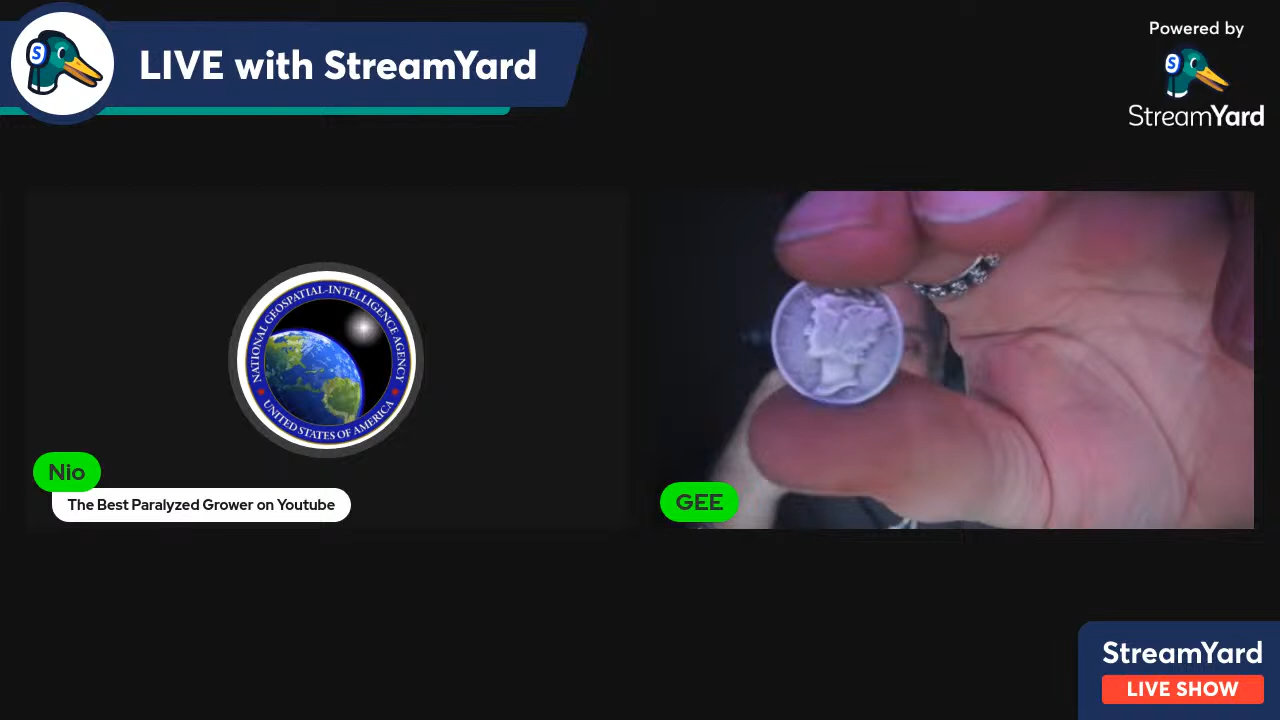 S
LIVE with StreamYard
Powered by
S
StreamYard
NATIONAL GEOSPATIAL-INTELLIGENCE AGENCY
UNITED STATES OF AMERICA
Nio
The Best Paralyzed Grower on Youtube
GEE
StreamYard
LIVE SHOW